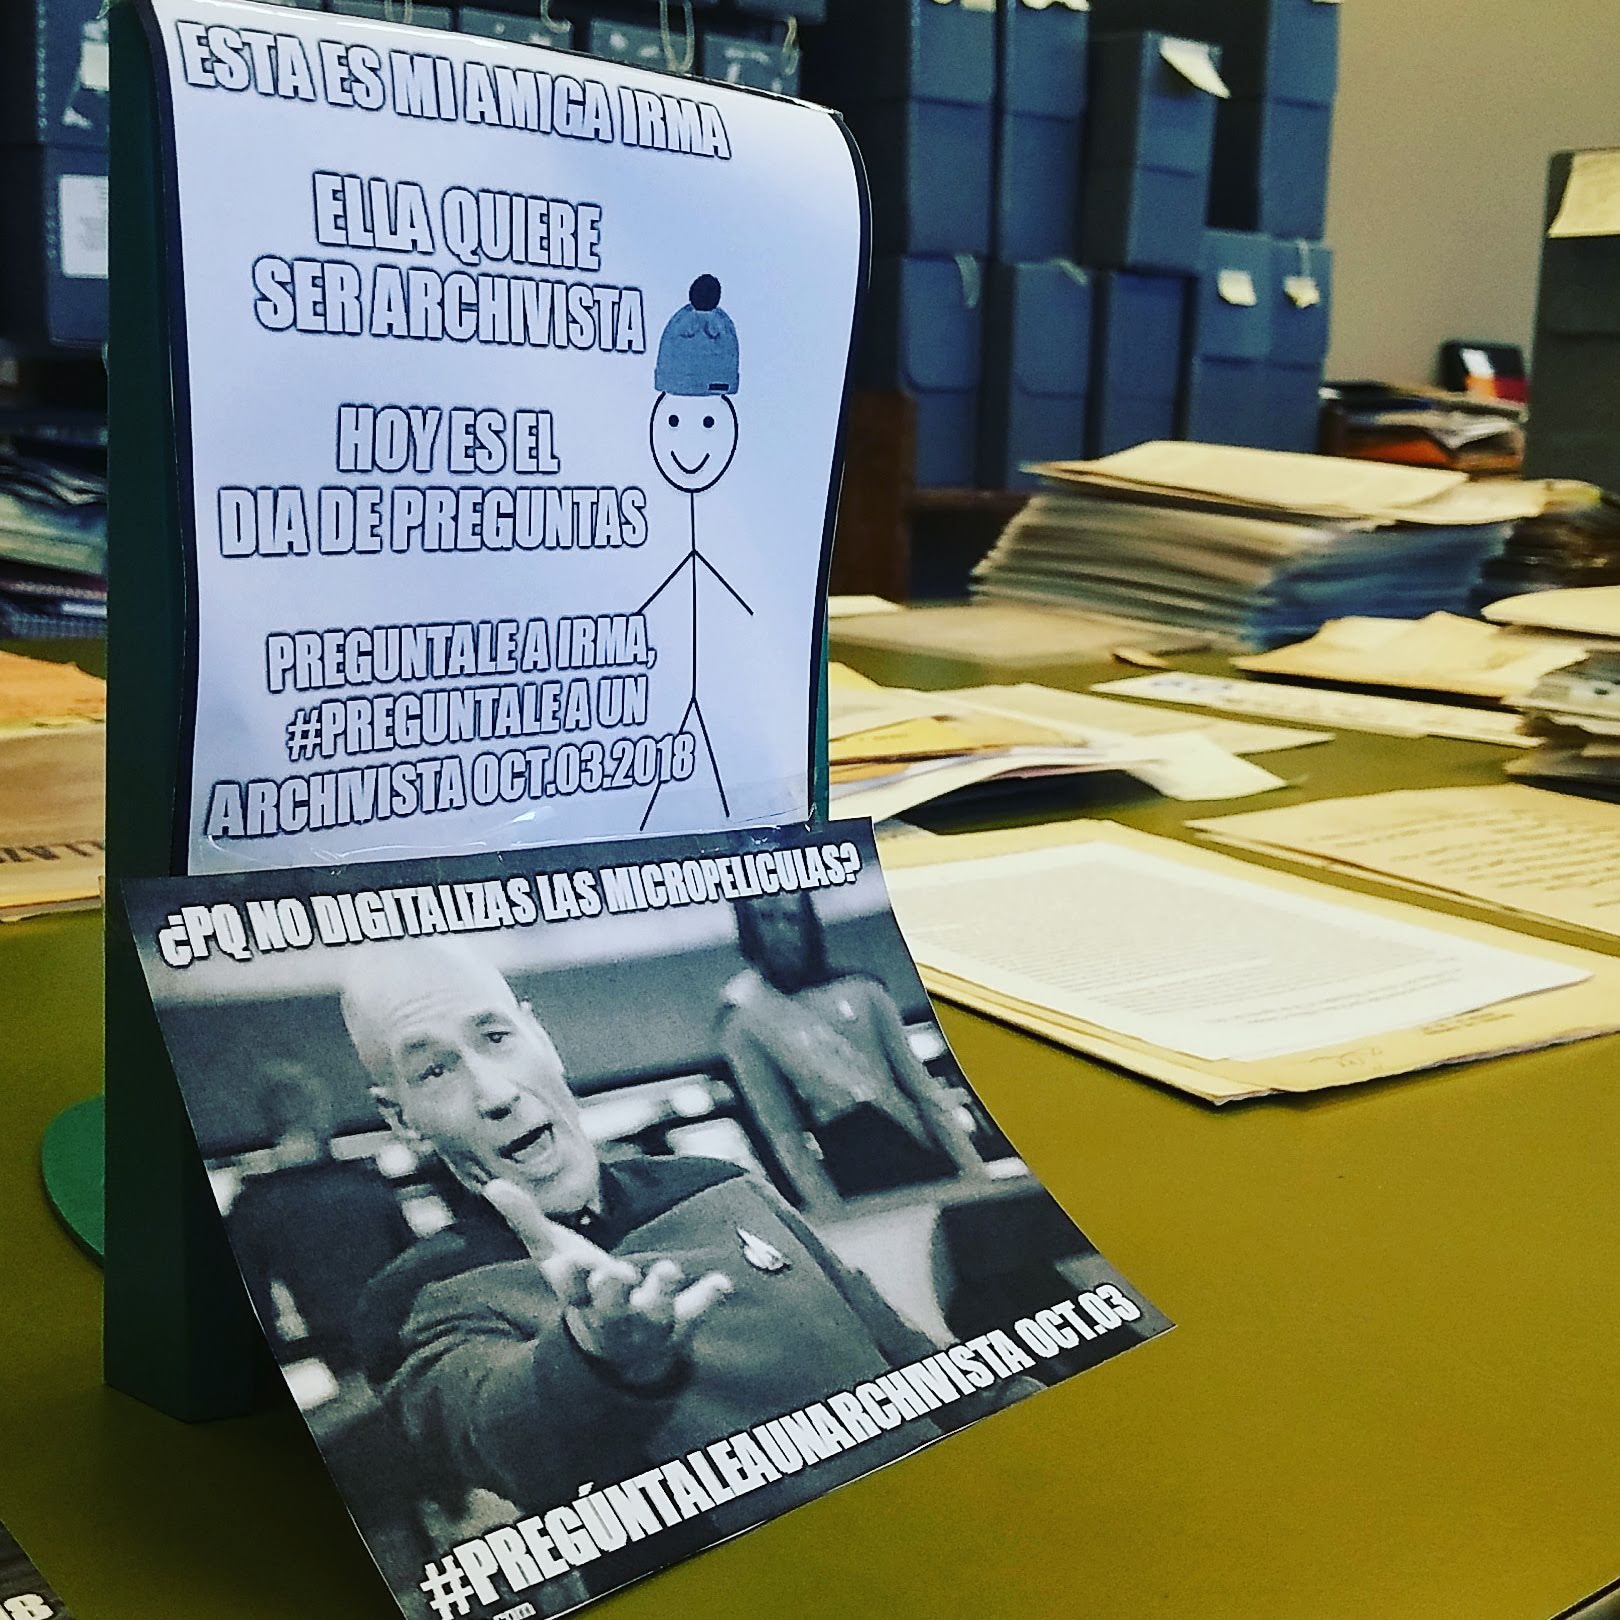 ESTA ES MI AMIGA IRMA
ELLA QUIERE
SER ARCHIVISTA
HOY ES EL
DIA DE PREGUNTAS
PREGUNTALE A IRMA,
#PREGUNTALE A UN
ARCHIVISTA OCT.03.2018
¿PQ NO DIGITALIZAS LAS MICROPELICULAS?
#PREGÚNTALEAUNARCHIVISTA OCT.03